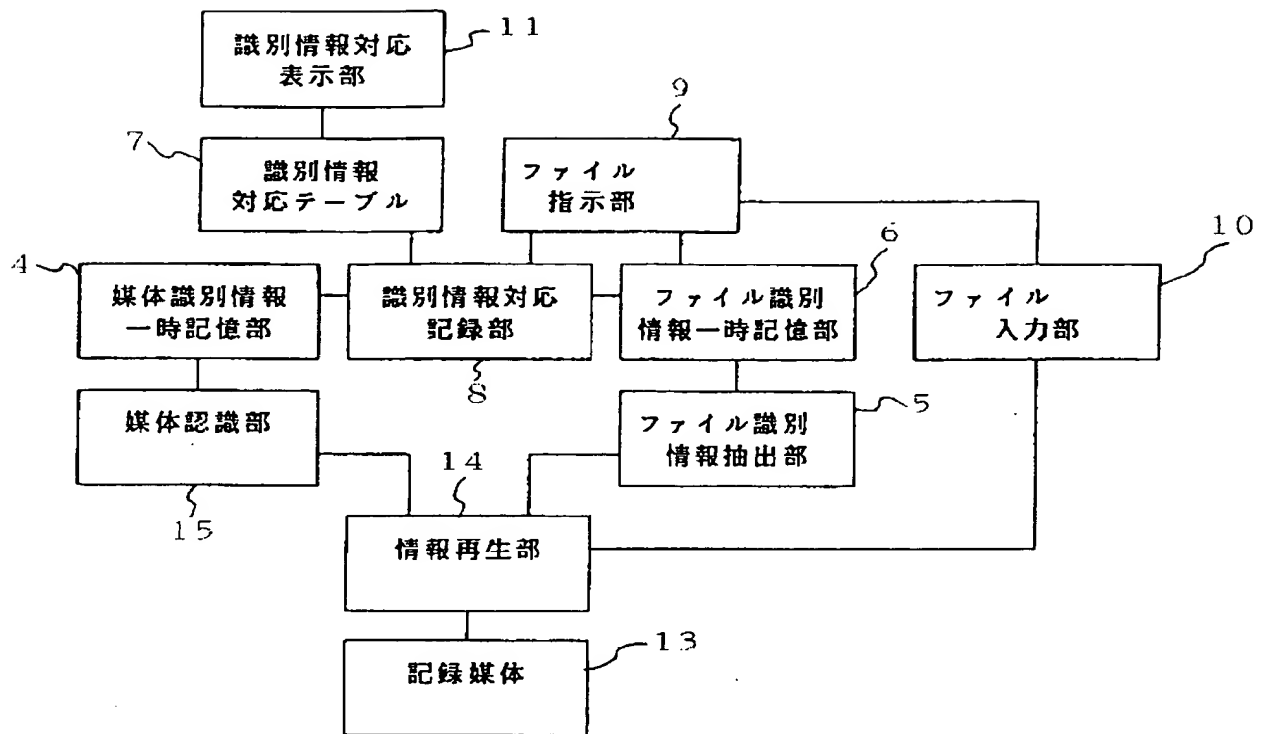 識別情報対応
表示部
11
識別情報
対応テーブル
7
ファイル
指示部
9
媒体識別情報
一時記憶部
4
識別情報対応
記録部
8
ファイル識別
情報一時記憶部
6
ファイル
入力部
10
媒体認識部
15
ファイル識別
情報抽出部
5
情報再生部
14
記録媒体
13